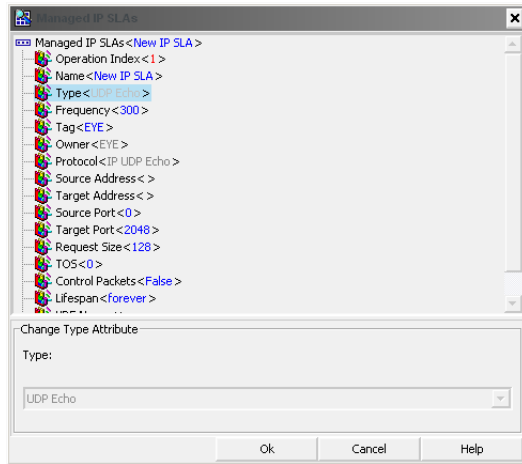 Managed IP SLAs
Managed IP SLAs<New IP SLA>
Operation Index<1>
Name<New IP SLA>
Type<UDP Echo>
Frequency<300>
Tag<EYE>
Owner<EYE>
Protocol<IP UDP Echo>
Source Address< >
Target Address< >
Source Port<0>
Target Port<2048>
Request Size<128>
TOS<0>
Control Packets<False>
Lifespan<forever>
Change Type Attribute
Type:
UDP Echo
Ok Cancel Help